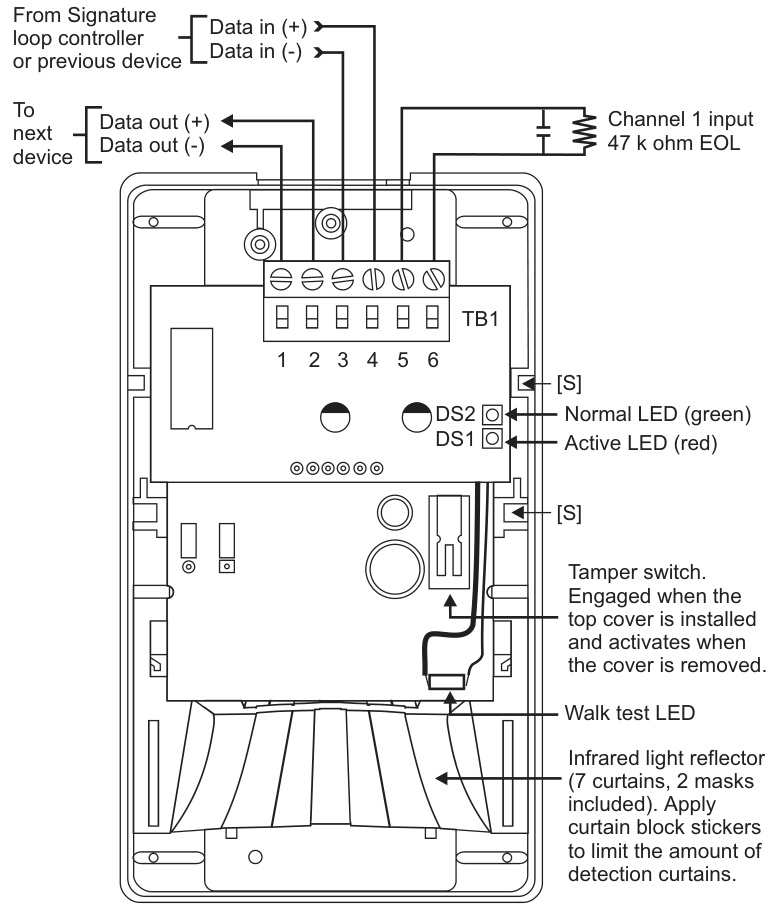 From Signature
loop controller
or previous device
Data in (+)
Data in (-)
To
next
device
Data out (+)
Data out (-)
Channel 1 input
47 k ohm EOL
TB1
1 2 3 4 5 6
[S]
DS2
Normal LED (green)
DS1
Active LED (red)
[S]
Tamper switch.
Engaged when the
top cover is installed
and activates when
the cover is removed.
Walk test LED
Infrared light reflector
(7 curtains, 2 masks
included). Apply
curtain block stickers
to limit the amount of
detection curtains.